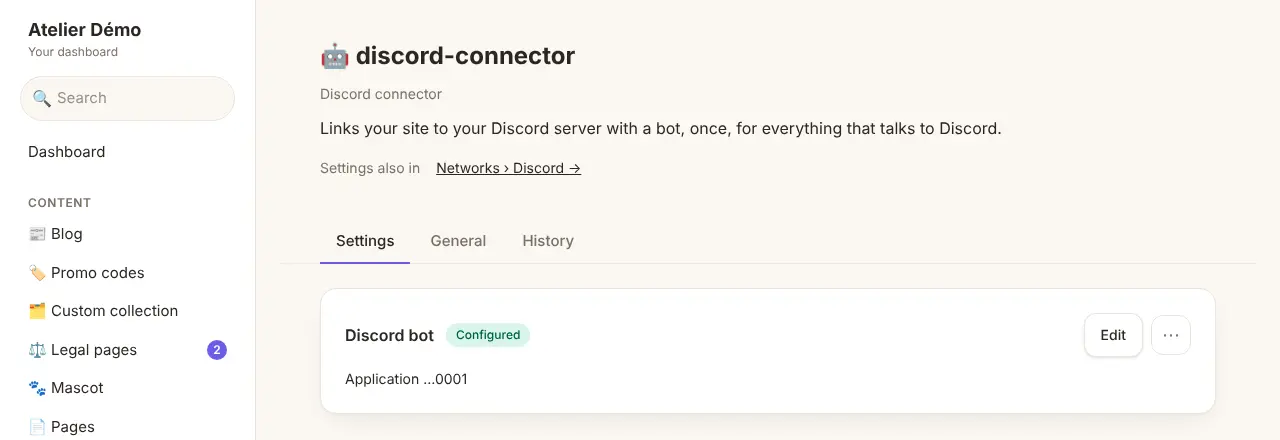 Atelier Démo
Your dashboard
Search
Dashboard
CONTENT
Blog
Promo codes
Custom collection
Legal pages 2
Mascot
Pages
discord-connector
Discord connector
Links your site to your Discord server with a bot, once, for everything that talks to Discord.
Settings also in Networks › Discord →
Settings General History
Discord bot Configured Edit ...
Application ...0001